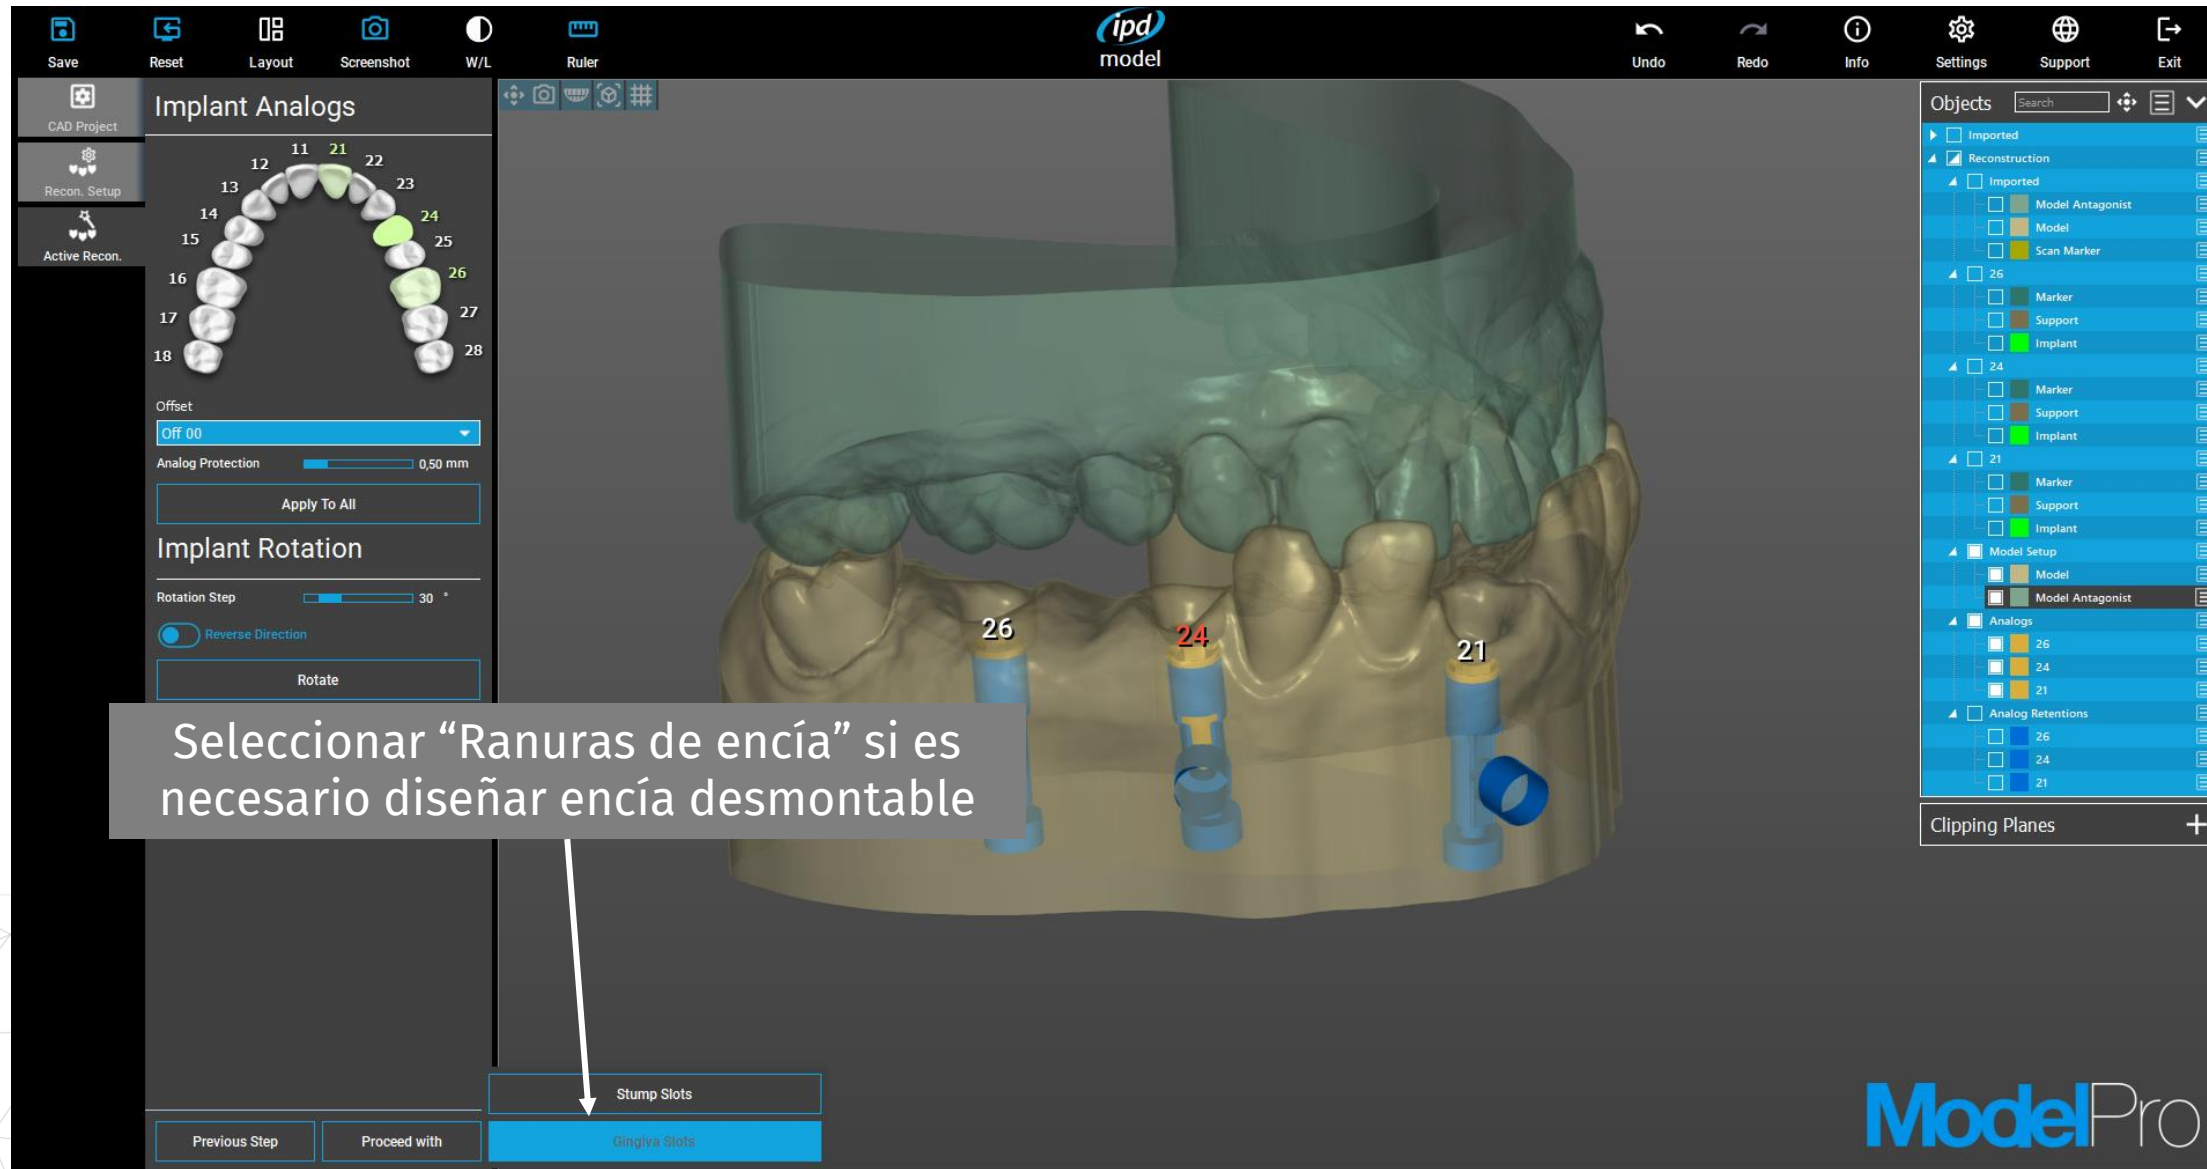 Save
Reset
Layout
Screenshot
W/L
Ruler
ipd
model
Undo
Redo
Info
Settings
Support
Exit
CAD Project
Recon. Setup
Active Recon.
Implant Analogs
11 21
12 22
13 23
14 24
15 25
16 26
17 27
18 28
Offset
Off 00
Analog Protection 0,50 mm
Apply To All
Implant Rotation
Rotation Step 30 °
Reverse Direction
Rotate
Seleccionar “Ranuras de encía” si es
necesario diseñar encía desmontable
26
24
21
Stump Slots
Previous Step
Proceed with
Gingiva Slots
Objects
Search
Imported
Reconstruction
Imported
Model Antagonist
Model
Scan Marker
26
Marker
Support
Implant
24
Marker
Support
Implant
21
Marker
Support
Implant
Model Setup
Model
Model Antagonist
Analogs
26
24
21
Analog Retentions
26
24
21
Clipping Planes
ModelPro